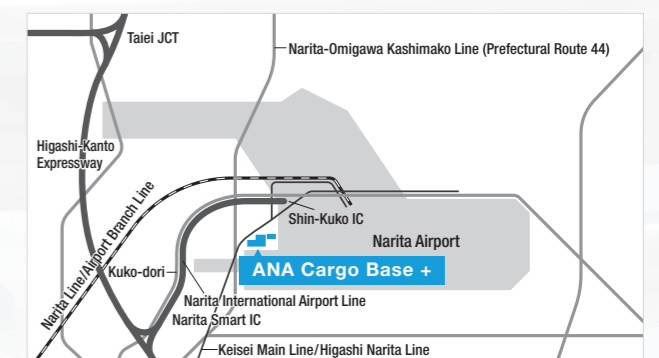 Taiei JCT
Narita-Omigawa Kashimako Line (Prefectural Route 44)
Higashi-Kanto
Expressway
Narita Line/Airport Branch Line
Shin-Kuko IC
Narita Airport
Kuko-dori
ANA Cargo Base +
Narita International Airport Line
Narita Smart IC
Keisei Main Line/Higashi Narita Line